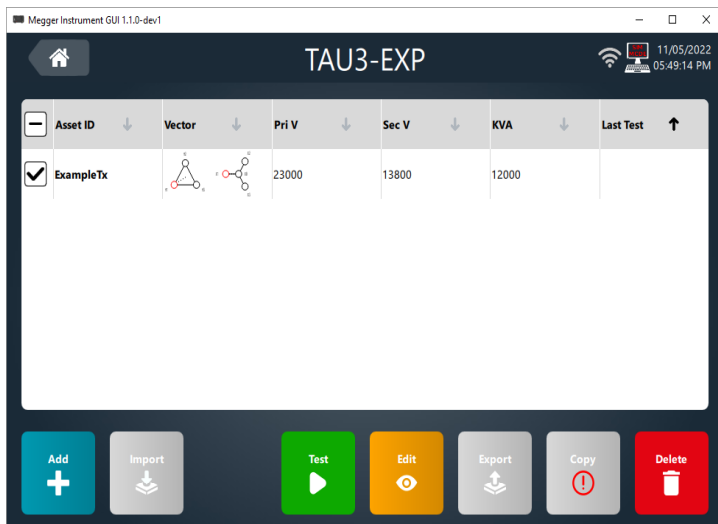 Megger Instrument GUI 1.1.0-dev1
TAU3-EXP
11/05/2022
05:49:14 PM
Asset ID Vector Pri V Sec V KVA Last Test
ExampleTx 23000 13800 12000
Add Import Test Edit Export Copy Delete